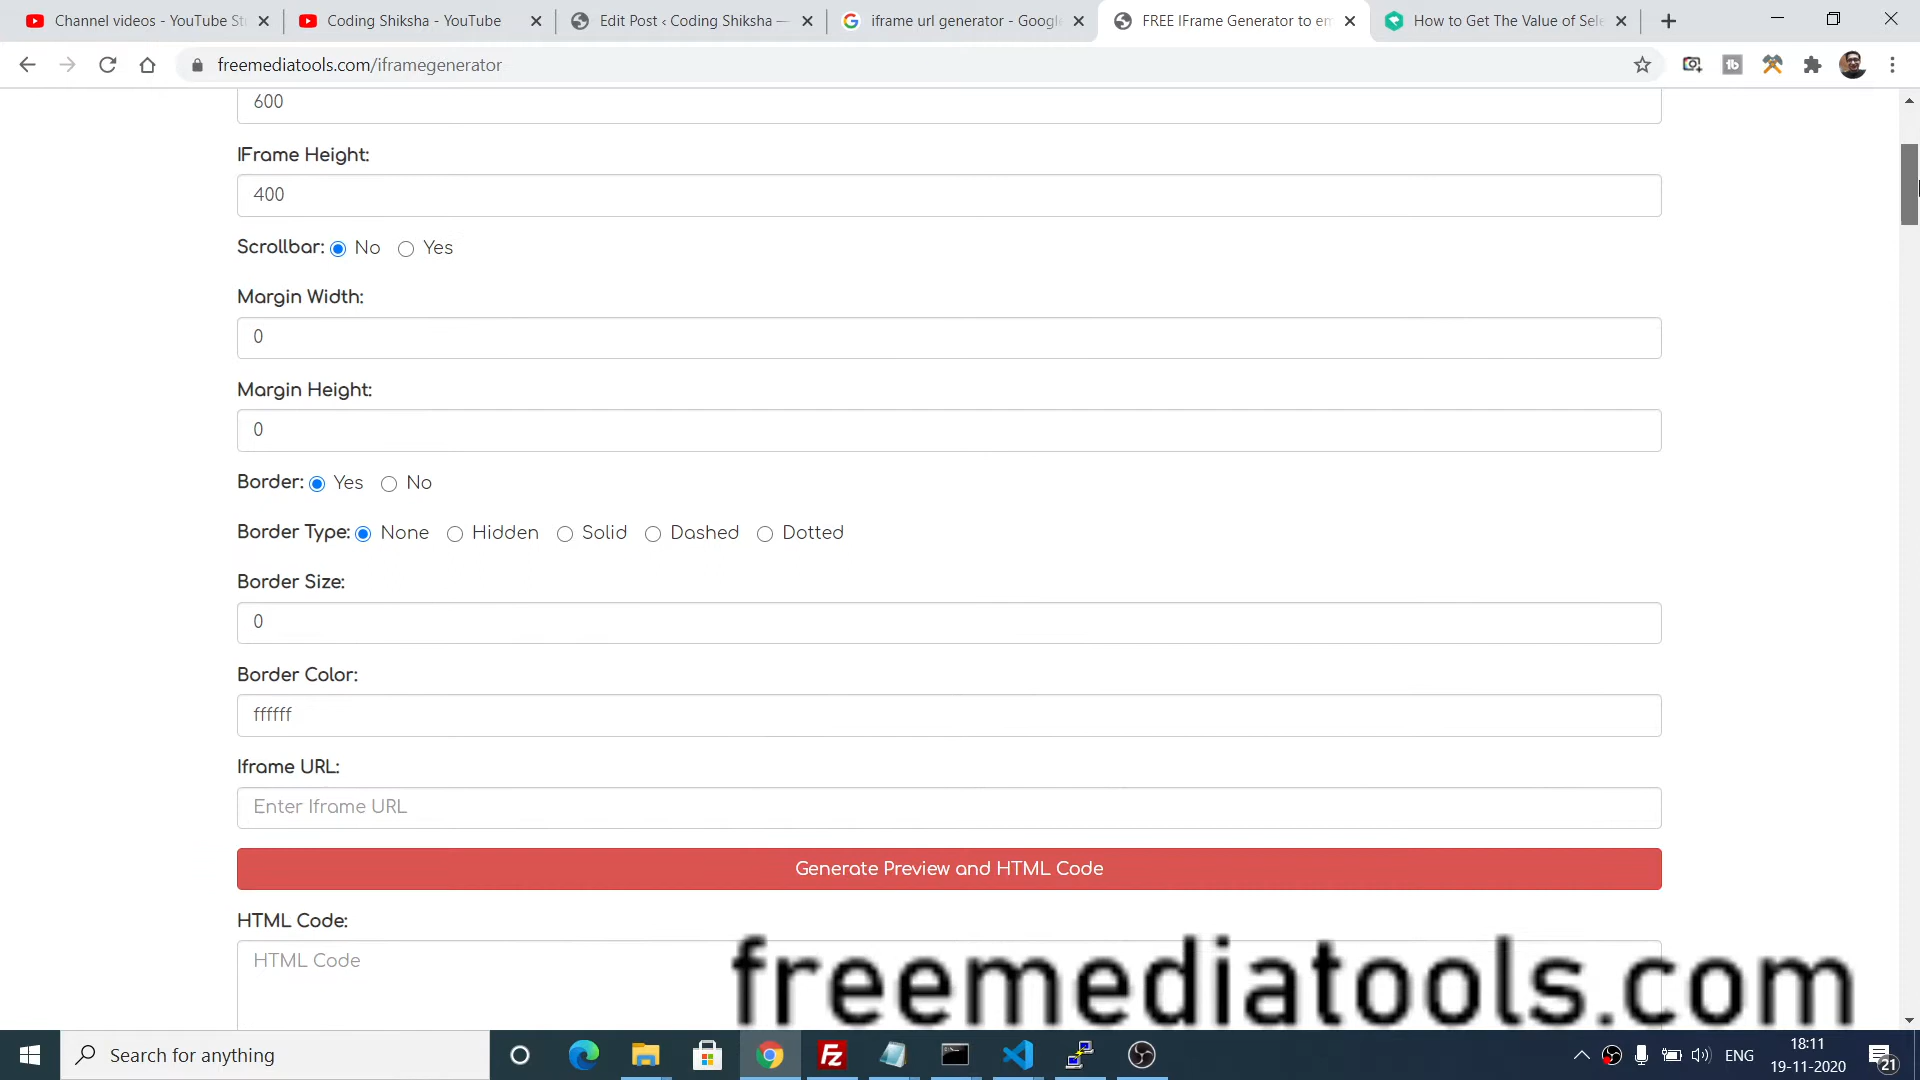 Channel videos - YouTube St
Coding Shiksha - YouTube
Edit Post ‹ Coding Shiksha —
iframe url generator - Google
FREE IFrame Generator to em
How to Get The Value of Sele
freemediatools.com/iframegenerator
600
IFrame Height:
400
Scrollbar: No Yes
Margin Width:
0
Margin Height:
0
Border: Yes No
Border Type: None Hidden Solid Dashed Dotted
Border Size:
0
Border Color:
ffffff
Iframe URL:
Enter Iframe URL
Generate Preview and HTML Code
HTML Code:
HTML Code
freemediatools.com
Search for anything
ENG
18:11
19-11-2020
21